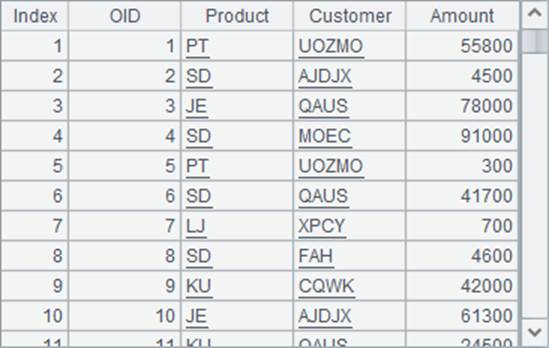 Index OID Product Customer Amount
1 1 PT UOZMO 55800
2 2 SD AJDJX 4500
3 3 JE QAUS 78000
4 4 SD MOEC 91000
5 5 PT UOZMO 300
6 6 SD QAUS 41700
7 7 LJ XPCY 700
8 8 SD FAH 4600
9 9 KU CQWK 42000
10 10 JE AJDJX 61300
11 11 KU QAUS 24500